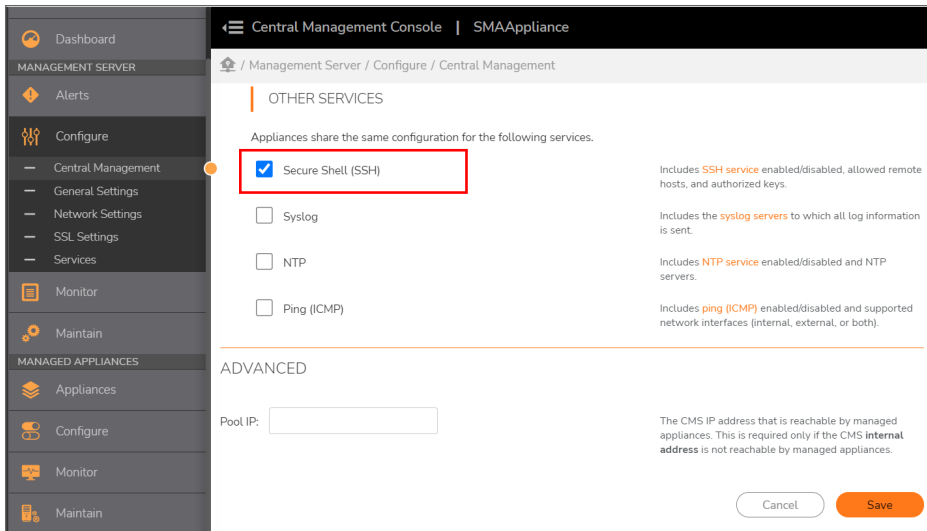 Central Management Console | SMAAppliance
/ Management Server / Configure / Central Management
Dashboard
MANAGEMENT SERVER
Alerts
Configure
Central Management
General Settings
Network Settings
SSL Settings
Services
Monitor
Maintain
MANAGED APPLIANCES
Appliances
Configure
Monitor
Maintain
OTHER SERVICES
Appliances share the same configuration for the following services.
Secure Shell (SSH)
Includes SSH service enabled/disabled, allowed remote
hosts, and authorized keys.
Syslog
Includes the syslog servers to which all log information
is sent.
NTP
Includes NTP service enabled/disabled and NTP
servers.
Ping (ICMP)
Includes ping (ICMP) enabled/disabled and supported
network interfaces (internal, external, or both).
ADVANCED
Pool IP:
The CMS IP address that is reachable by managed
appliances. This is required only if the CMS internal
address is not reachable by managed appliances.
Cancel
Save